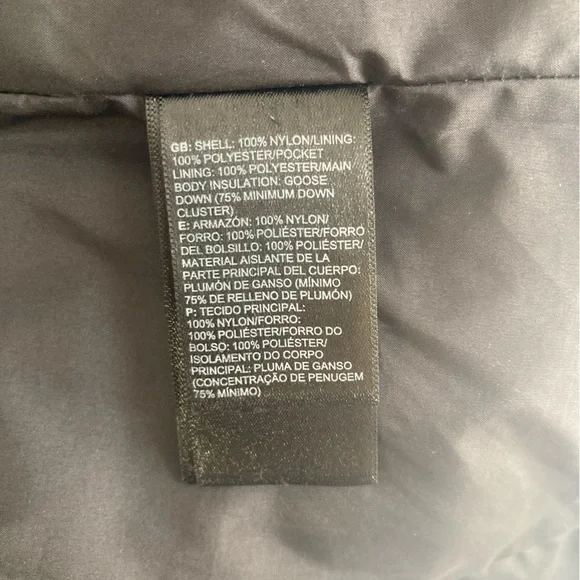 GB: SHELL: 100% NYLON/LINING:
100% POLYESTER/POCKET
LINING: 100% POLYESTER/MAIN
BODY INSULATION: GOOSE
DOWN (75% MINIMUM DOWN
CLUSTER)
E: ARMAZÓN: 100% NYLON/
FORRO: 100% POLIÉSTER/FORRO
DEL BOLSILLO: 100% POLIÉSTER/
MATERIAL AISLANTE DE LA
PARTE PRINCIPAL DEL CUERPO:
PLUMÓN DE GANSO (MÍNIMO
75% DE RELLENO DE PLUMÓN)
P: TECIDO PRINCIPAL:
100% NYLON/FORRO:
100% POLIÉSTER/FORRO DO
BOLSO: 100% POLIÉSTER/
ISOLAMENTO DO CORPO
PRINCIPAL: PLUMA DE GANSO
(CONCENTRAÇÃO DE PENUGEM
75% MÍNIMO)